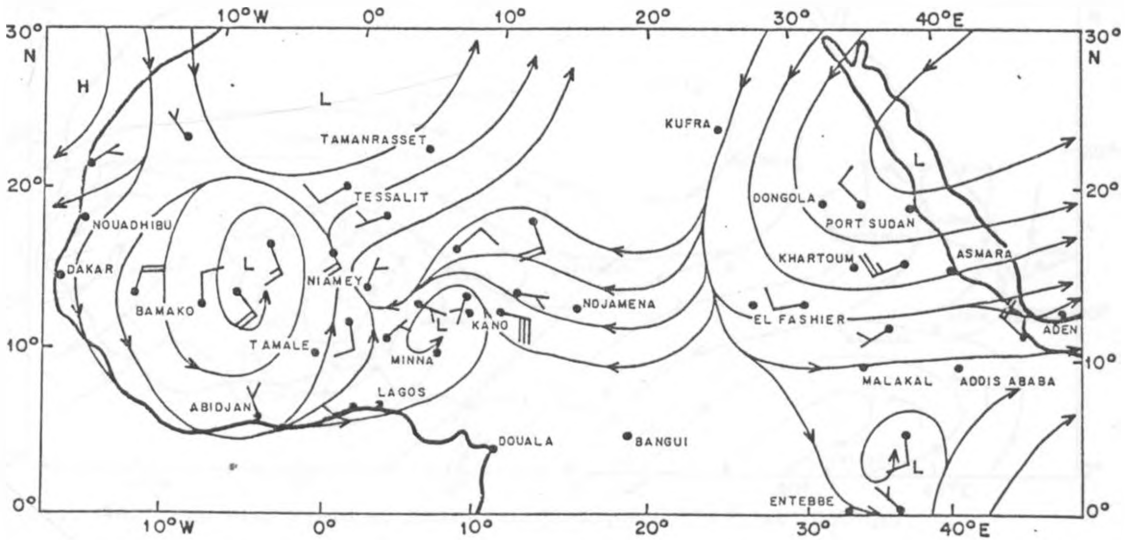 10°W 0° 10° 20° 30° 40°E
30° 30°
N N
H
L
TAMANRASSET
KUFRA
L
20° 20°
TESSALIT
DONGOLA
PORT SUDAN
NOUADHIBU
DAKAR
L
NIAMEY
KHARTOUM
ASMARA
BAMAKO
NOJAMENA
L
KANO
EL FASHIER
ADEN
TAMALE
10° 10°
MINNA
MALAKAL
ADDIS ABABA
ABIDJAN
LAGOS
DOUALA
BANGUI
L
ENTEBBE
0° 0°
10°W 0° 10° 20° 30° 40°E